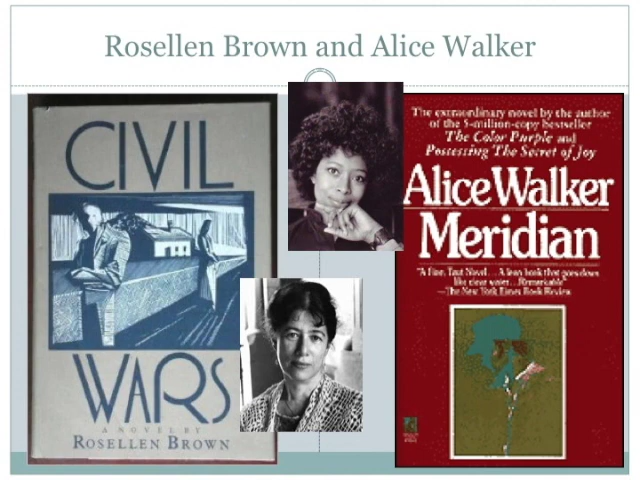 Rosellen Brown and Alice Walker
CIVIL
WARS
A NOVEL BY
ROSELLEN BROWN
The extraordinary novel by the author
of the 5-million-copy bestseller
The Color Purple and
Possessing The Secret of Joy
Alice Walker
Meridian
"A Fine, Taut Novel...A lean book that goes down
like clear water...Remarkable"
—The New York Times Book Review